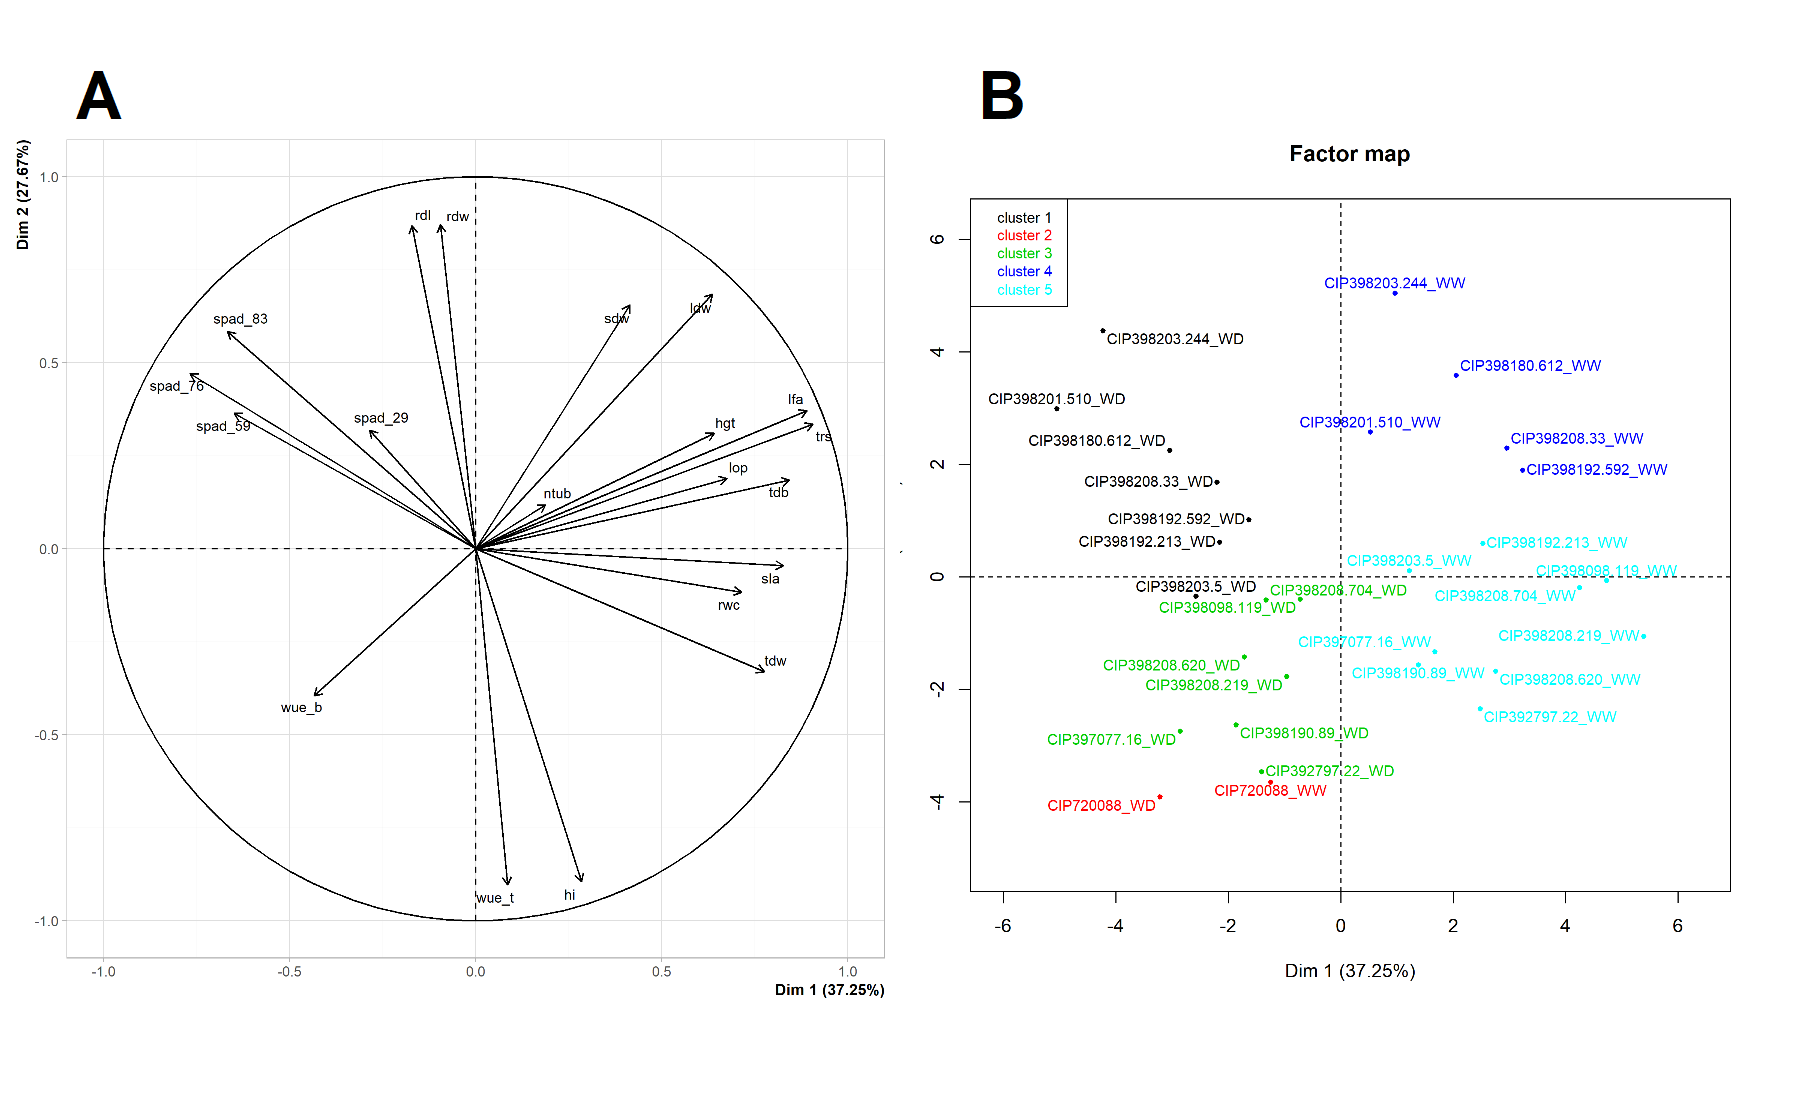 A
B
Dim 2 (27.67%)
1.0
0.5
0.0
-0.5
-1.0
-1.0
-0.5
0.0
0.5
1.0
Dim 1 (37.25%)
rdl
rdw
spad_83
spad_76
spad_59
spad_29
sdw
ldw
lfa
hgt
trs
lop
tdb
ntub
sla
rwc
tdw
wue_b
wue_t
hi
Factor map
cluster 1
cluster 2
cluster 3
cluster 4
cluster 5
6
4
2
0
-2
-4
-6
-4
-2
0
2
4
6
Dim 1 (37.25%)
CIP398203.244_WW
CIP398203.244_WD
CIP398180.612_WW
CIP398201.510_WD
CIP398201.510_WW
CIP398180.612_WD
CIP398208.33_WW
CIP398192.592_WW
CIP398208.33_WD
CIP398192.592_WD
CIP398192.213_WD
CIP398192.213_WW
CIP398203.5_WW
CIP398098.119_WW
CIP398203.5_WD
CIP398208.704_WD
CIP398208.704_WW
CIP398098.119_WD
CIP398208.219_WW
CIP397077.16_WW
CIP398208.620_WD
CIP398190.89_WW
CIP398208.620_WW
CIP398208.219_WD
CIP392797.22_WW
CIP398190.89_WD
CIP397077.16_WD
CIP392797.22_WD
CIP720088_WW
CIP720088_WD